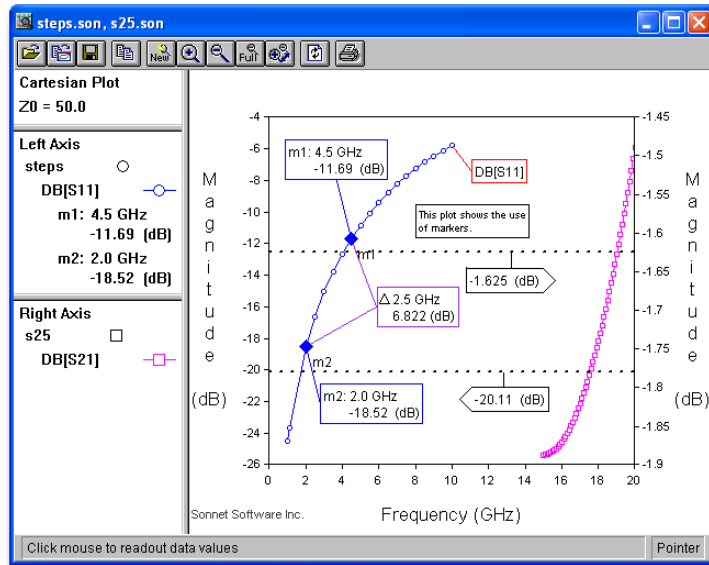 steps.son, s25.son
New
Full
Cartesian Plot
Z0 = 50.0
Left Axis
steps
DB[S11]
m1: 4.5 GHz
-11.69 (dB)
m2: 2.0 GHz
-18.52 (dB)
Right Axis
s25
DB[S21]
Magnitude
(dB)
-4
-6
-8
-10
-12
-14
-16
-18
-20
-22
-24
-26
m1: 4.5 GHz
-11.69 (dB)
DB[S11]
This plot shows the use
of markers.
m1
-1.625 (dB)
Δ 2.5 GHz
6.822 (dB)
m2
m2: 2.0 GHz
-18.52 (dB)
-20.11 (dB)
-1.45
-1.5
-1.55
-1.6
-1.65
-1.7
-1.75
-1.78
-1.85
-1.9
Magnitude
(dB)
0 2 4 6 8 10 12 14 16 18 20
Sonnet Software Inc.
Frequency (GHz)
Click mouse to readout data values
Pointer